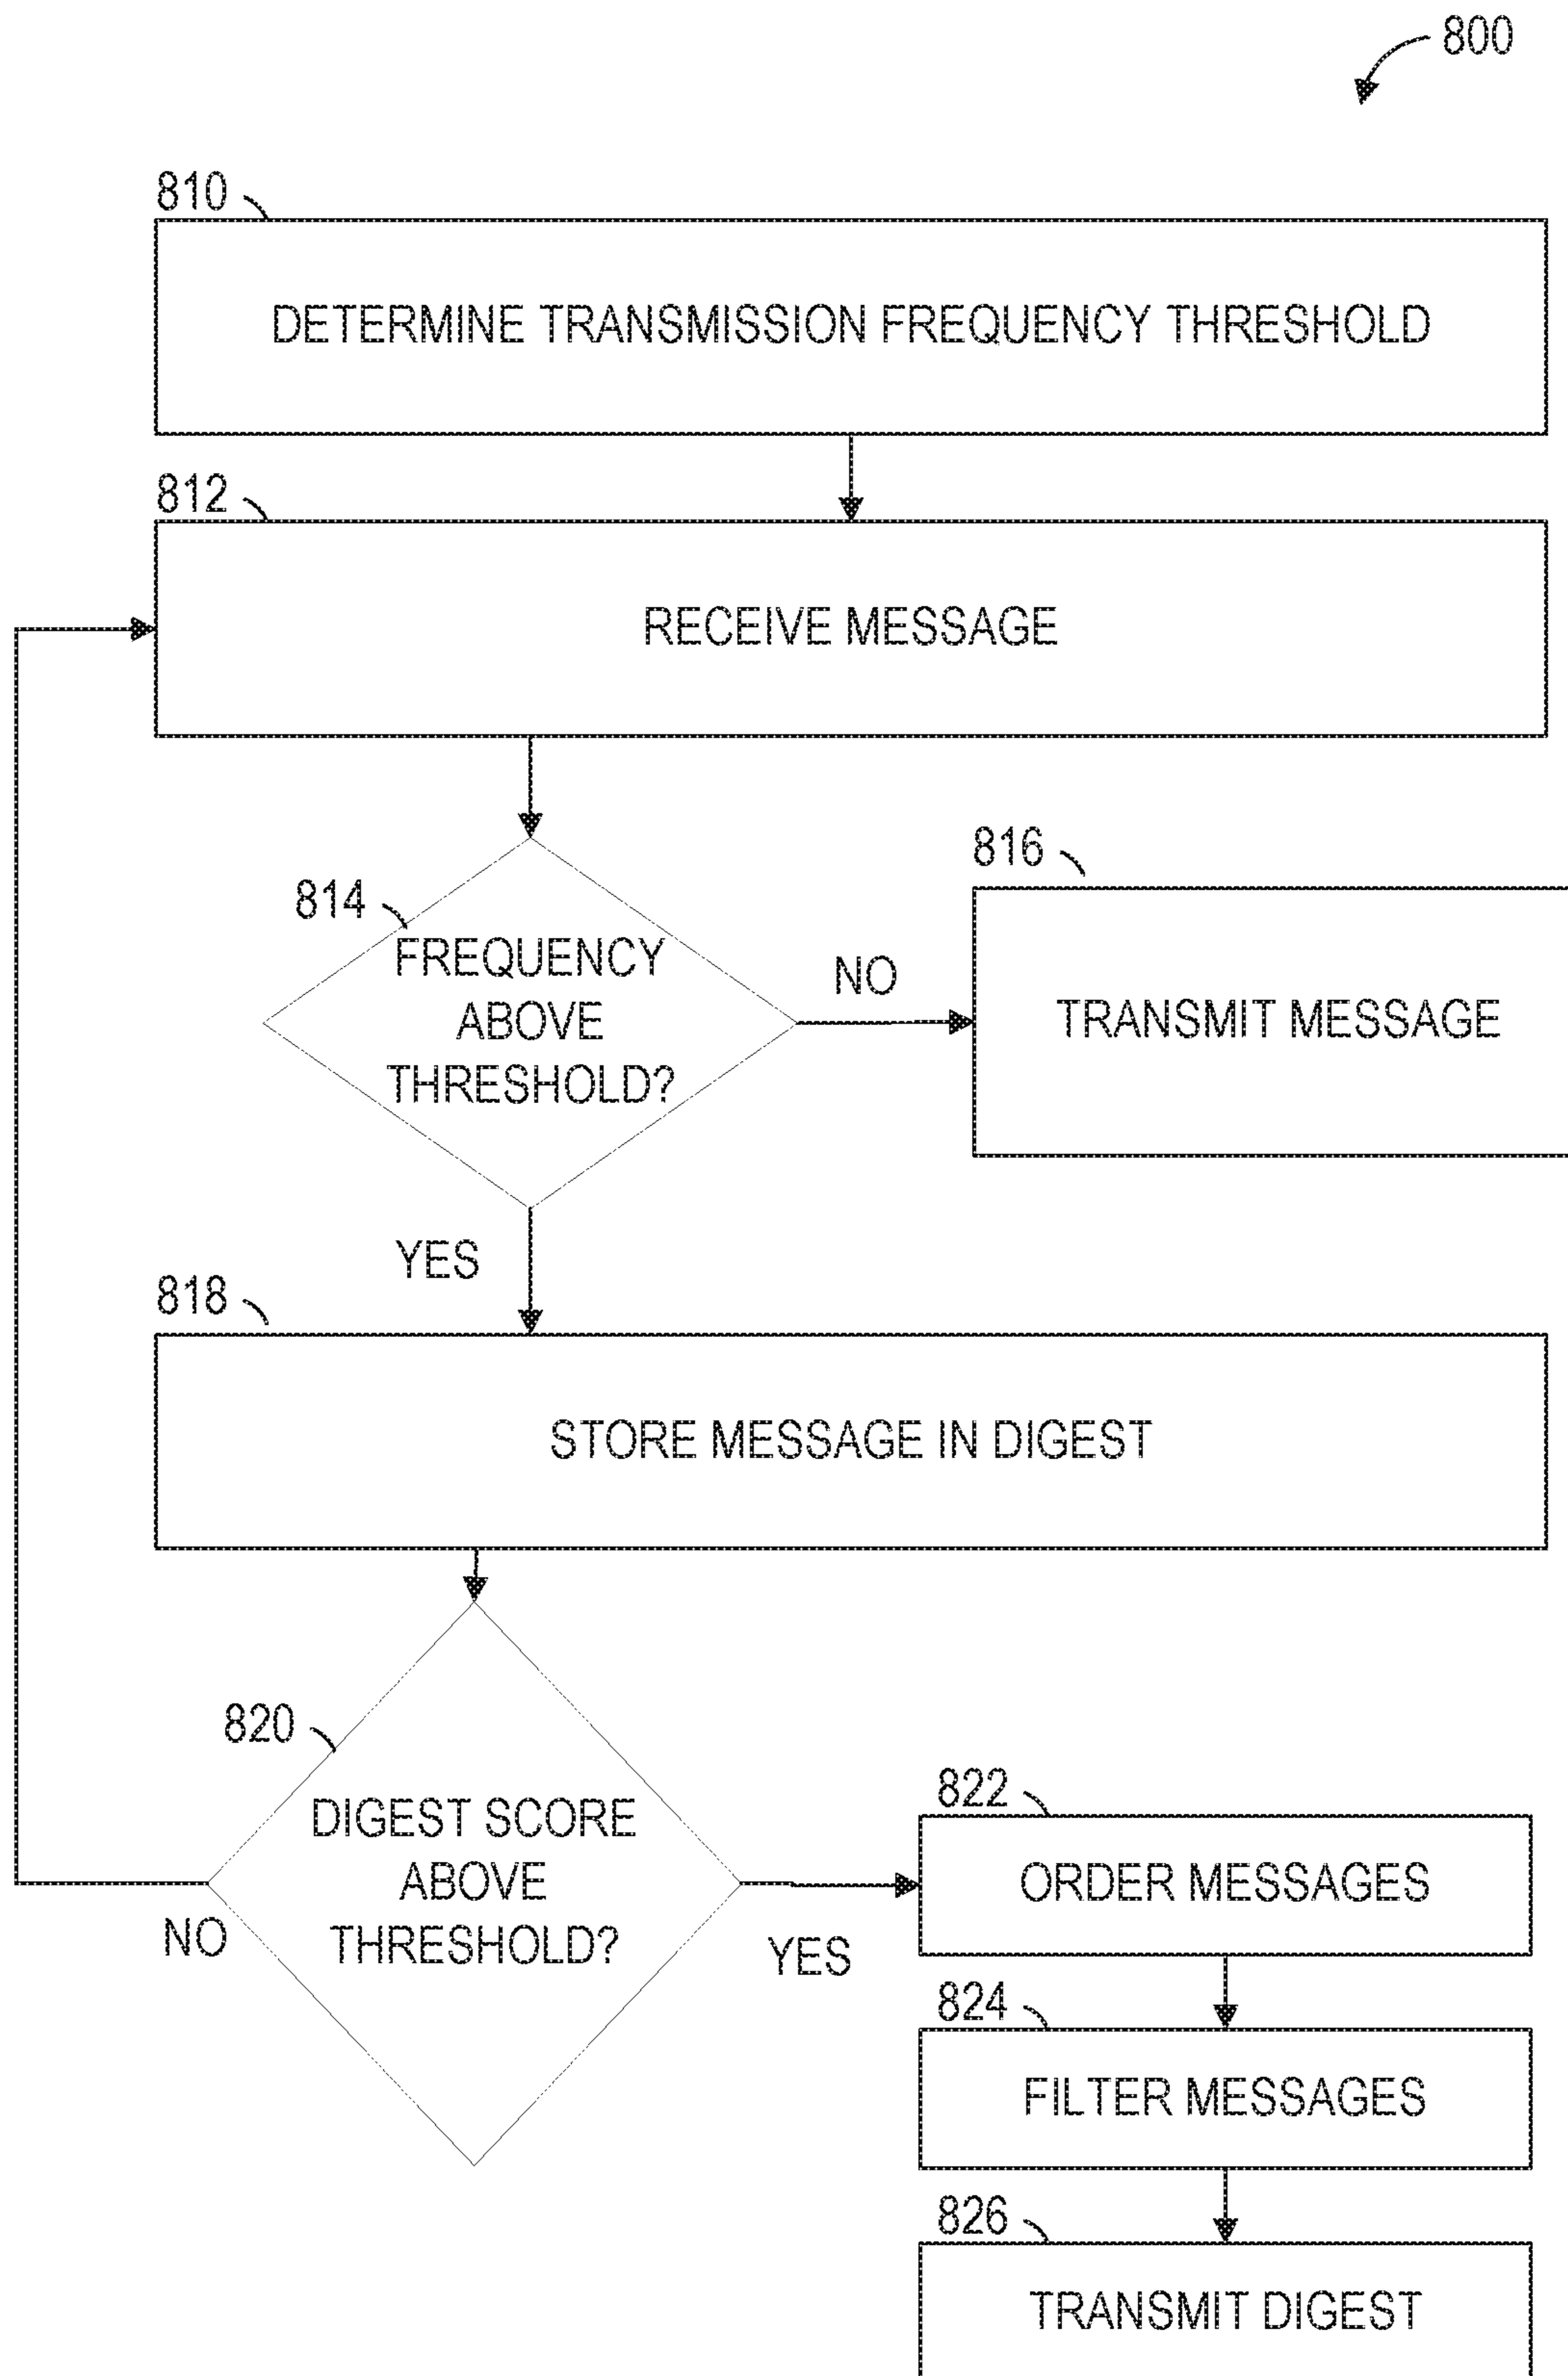 800
810
DETERMINE TRANSMISSION FREQUENCY THRESHOLD
812
RECEIVE MESSAGE
814
FREQUENCY
ABOVE
THRESHOLD?
NO
816
TRANSMIT MESSAGE
YES
818
STORE MESSAGE IN DIGEST
820
DIGEST SCORE
ABOVE
THRESHOLD?
NO
YES
822
ORDER MESSAGES
824
FILTER MESSAGES
826
TRANSMIT DIGEST